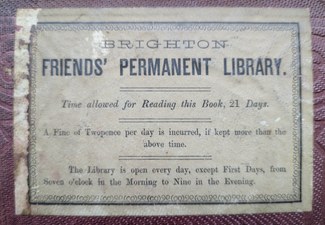 BRIGHTON
FRIENDS' PERMANENT LIBRARY.
Time allowed for Reading this Book, 21 Days.
A Fine of Twopence per day is incurred, if kept more than the
above time.
The Library is open every day, except First Days, from
Seven o'clock in the Morning to Nine in the Evening.